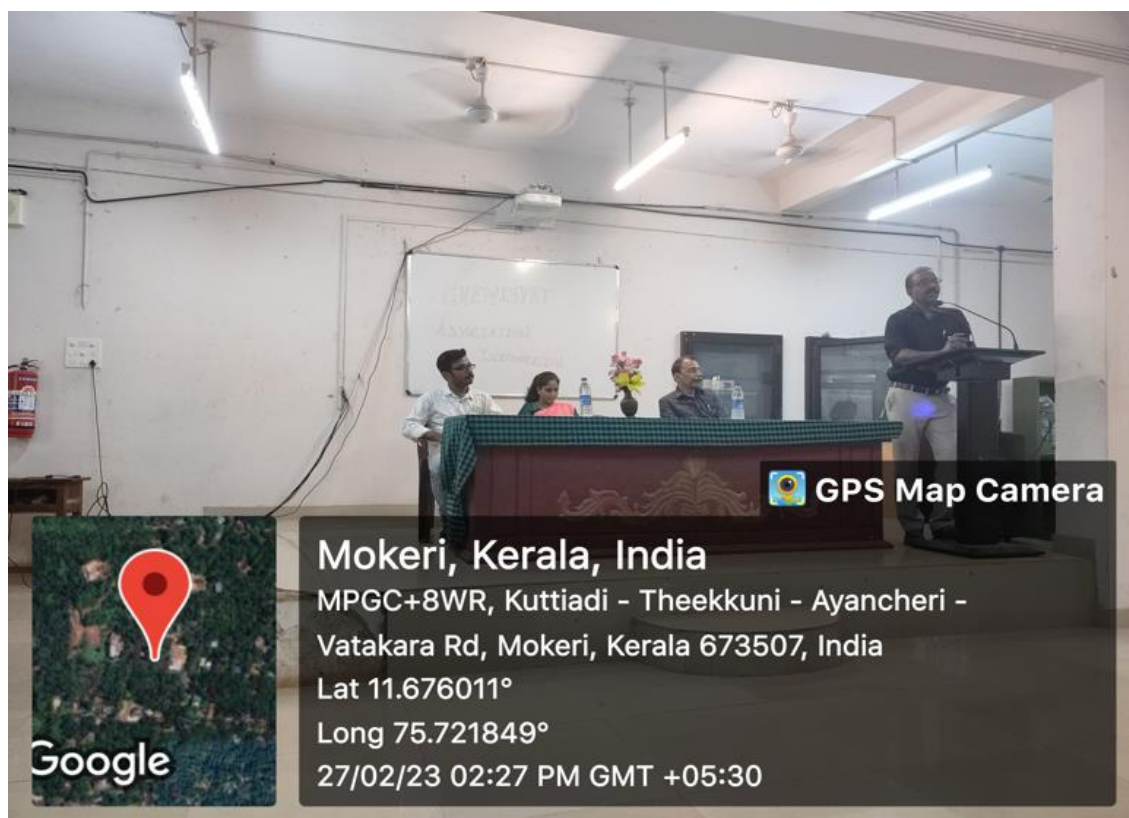 GPS Map Camera
Mokeri, Kerala, India
MPGC+8WR, Kuttiadi - Theekkuni - Ayancheri -
Vatakara Rd, Mokeri, Kerala 673507, India
Lat 11.676011°
Long 75.721849°
27/02/23 02:27 PM GMT +05:30
Google